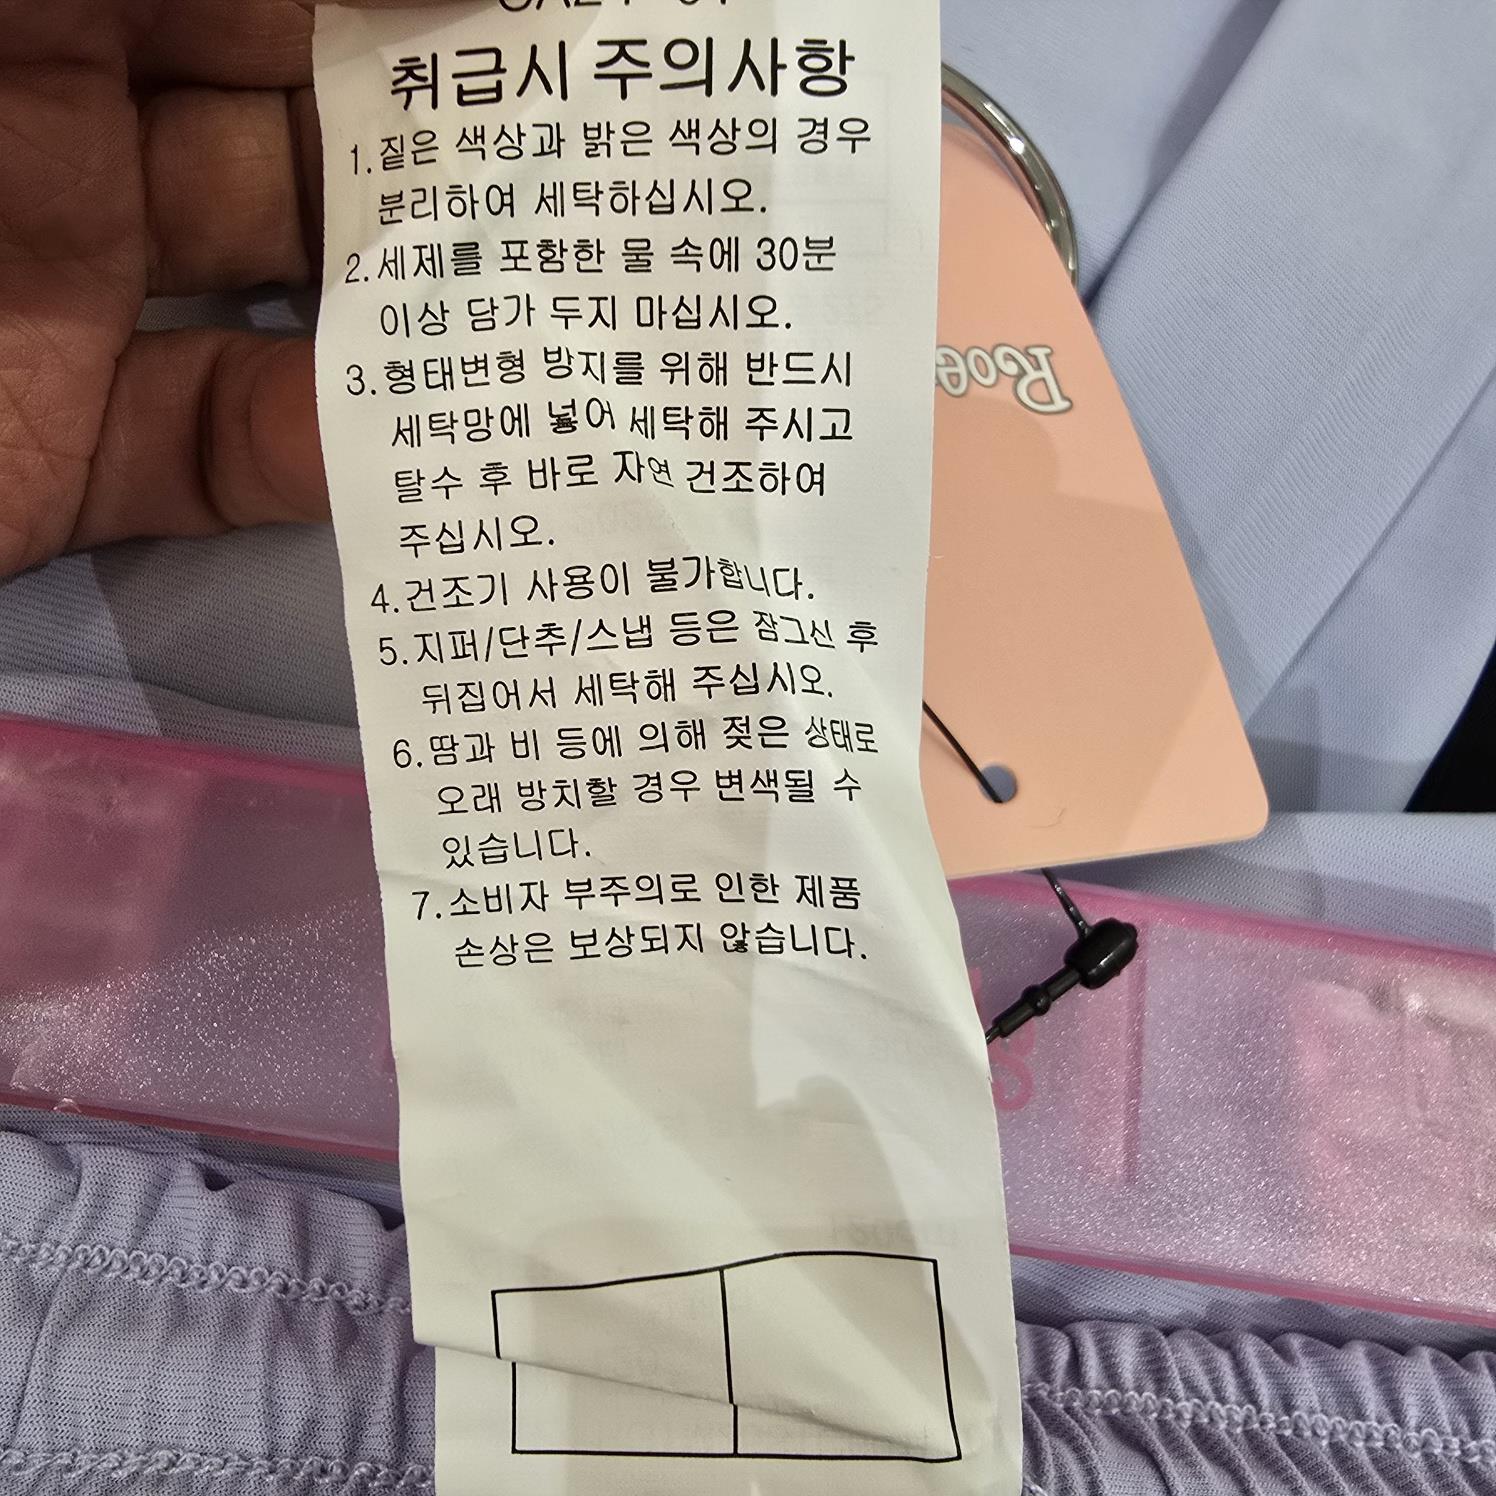 취급시 주의사항
1.짙은 색상과 밝은 색상의 경우
분리하여 세탁하십시오.
2.세제를 포함한 물 속에 30분
이상 담가 두지 마십시오.
3.형태변형 방지를 위해 반드시
세탁망에 넣어 세탁해 주시고
탈수 후 바로 자연 건조하여
주십시오.
4.건조기 사용이 불가합니다.
5.지퍼/단추/스냅 등은 잠그신 후
뒤집어서 세탁해 주십시오.
6.땀과 비 등에 의해 젖은 상태로
오래 방치할 경우 변색될 수
있습니다.
7.소비자 부주의로 인한 제품
손상은 보상되지 않습니다.